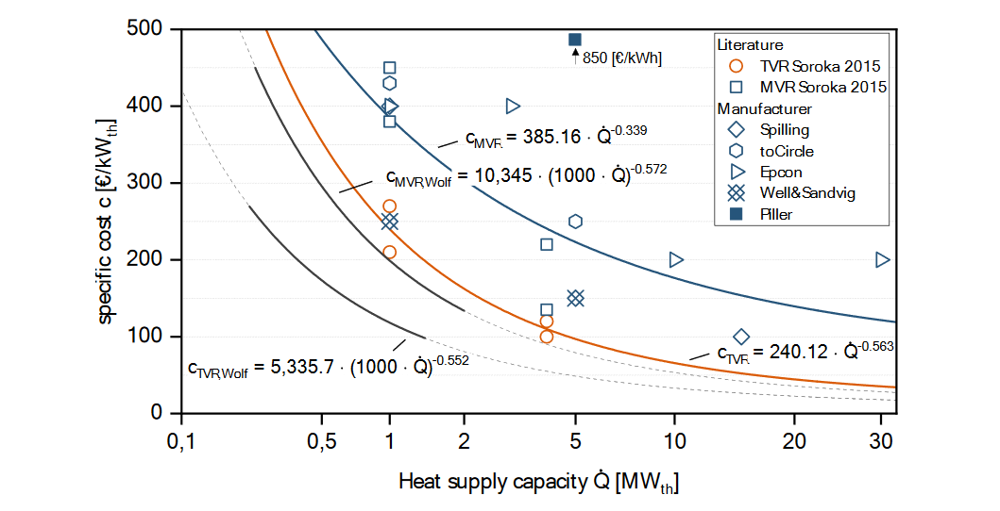 500
400
300
200
100
0
specific cost c [€/kWth]
0,1
0,5
1
2
5
10
20
30
Heat supply capacity Q̇ [MWth]
850 [€/kWh]
cMVR = 385.16 · Q̇^-0.339
cMVR,Wolf = 10,345 · (1000 · Q̇)^-0.572
cTVR = 240.12 · Q̇^-0.563
cTVR,Wolf = 5,335.7 · (1000 · Q̇)^-0.552
Literature
TVR Soroka 2015
MVR Soroka 2015
Manufacturer
Spilling
toCircle
Epcon
Well&Sandvig
Piller